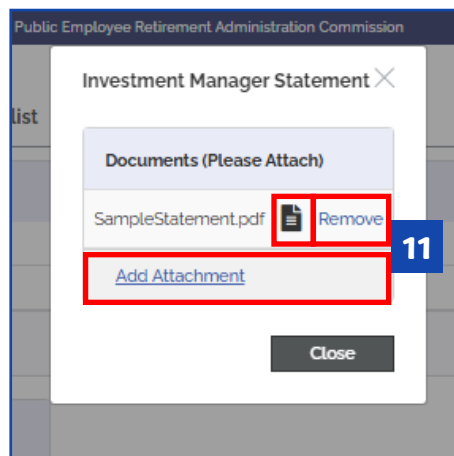 Public Employee Retirement Administration Commission
list
Investment Manager Statement
Documents (Please Attach)
SampleStatement.pdf Remove
11
Add Attachment
Close